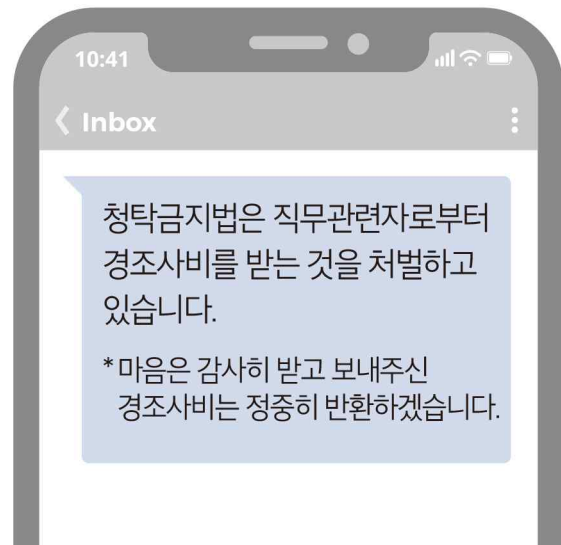 10:41
Inbox
청탁금지법은 직무관련자로부터
경조사비를 받는 것을 처벌하고
있습니다.
* 마음은 감사히 받고 보내주신
경조사비는 정중히 반환하겠습니다.